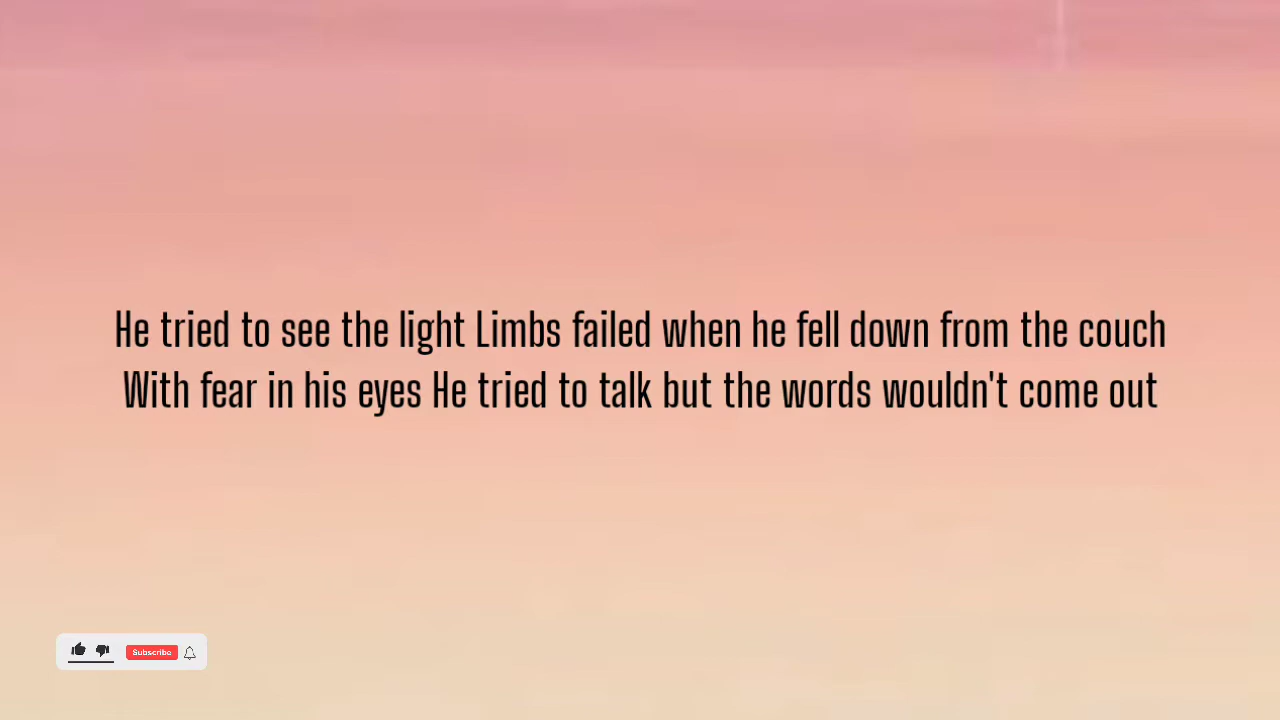 He tried to see the light Limbs failed when he fell down from the couch
With fear in his eyes He tried to talk but the words wouldn't come out
Subscribe